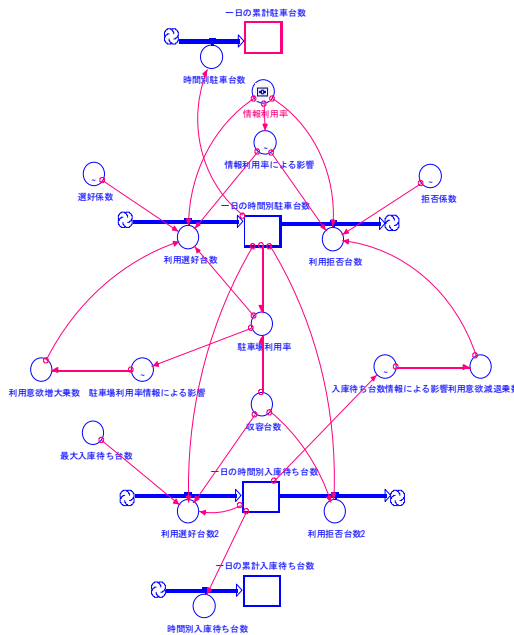 一日の累計駐車台数
時間別駐車台数
情報利用率
情報利用率による影響
選好係数
拒否係数
一日の時間別駐車台数
利用選好台数
利用拒否台数
駐車場利用率
利用意欲増大乗数
駐車場利用率情報による影響
入庫待ち台数情報による影響
利用意欲減退乗数
収容台数
最大入庫待ち台数
一日の時間別入庫待ち台数
利用選好台数2
利用拒否台数2
一日の累計入庫待ち台数
時間別入庫待ち台数